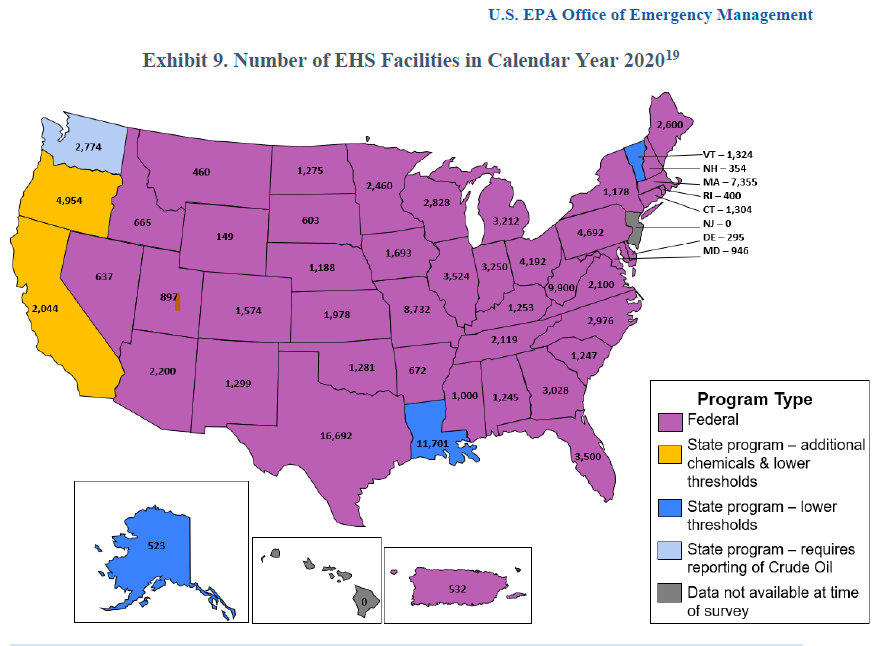 U.S. EPA Office of Emergency Management
Exhibit 9. Number of EHS Facilities in Calendar Year 2020¹⁹
2,600
2,774
VT – 1,324
460
1,275
NH – 354
2,460
MA – 7,355
1,178
RI – 400
4,954
2,828
CT – 1,304
665
603
3,212
NJ – 0
149
4,692
DE – 295
1,693
MD – 946
637
1,188
3,524
3,250
4,192
897
9,900
2,100
2,044
1,574
1,978
8,732
1,253
2,976
2,119
2,200
1,299
1,281
672
1,247
1,000
1,245
3,028
16,692
11,701
3,500
Program Type
Federal
State program – additional
chemicals & lower
thresholds
State program – lower
thresholds
State program – requires
reporting of Crude Oil
Data not available at time
of survey
523
0
532